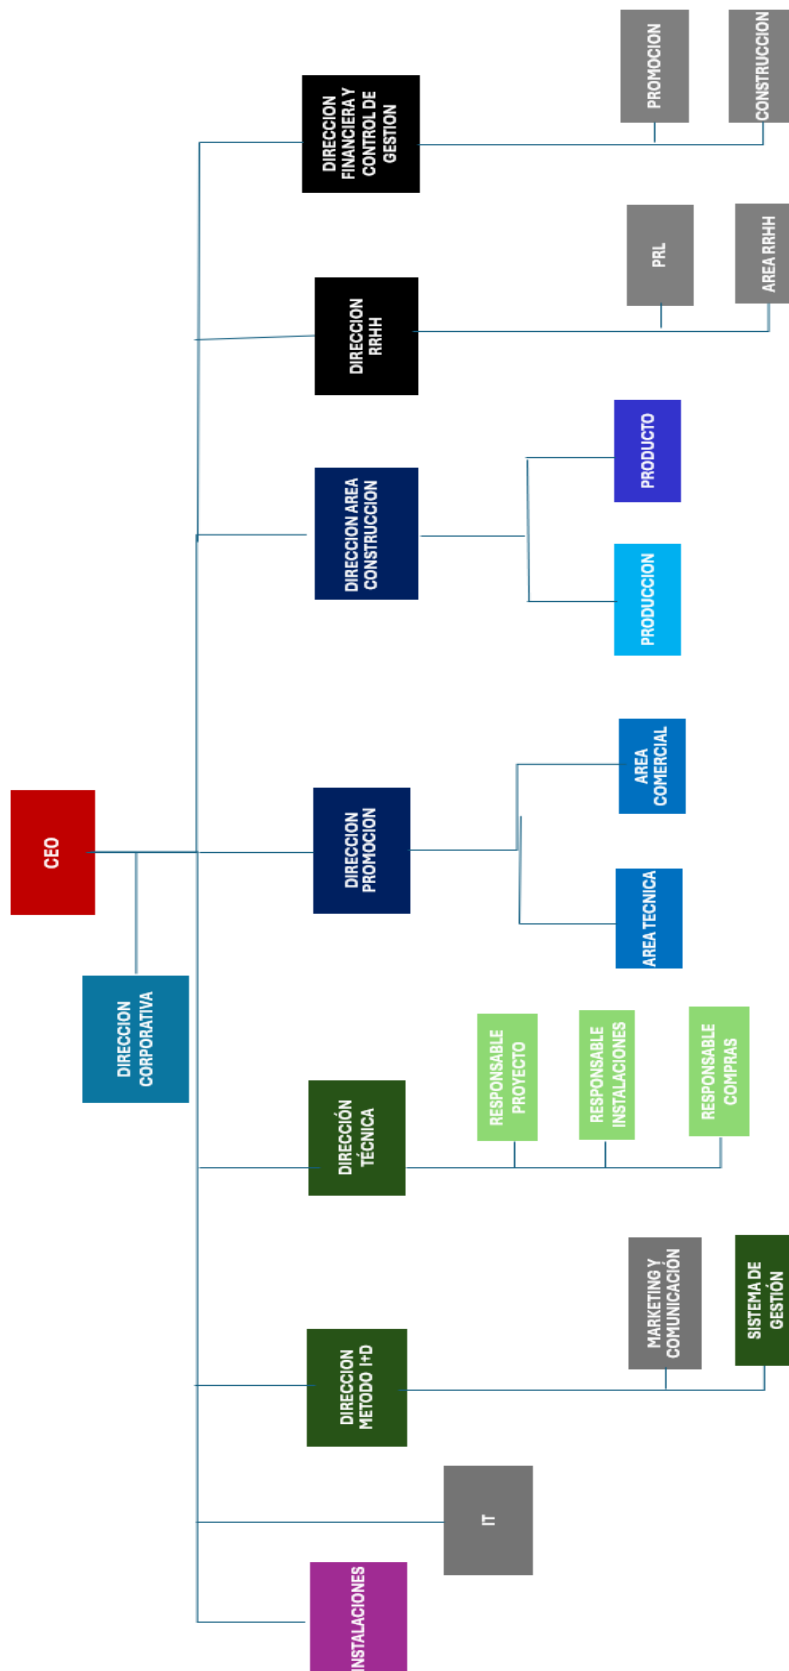 CEO
DIRECCION
CORPORATIVA
INSTALACIONES
IT
DIRECCION
METODO I+D
DIRECCIÓN
TÉCNICA
DIRECCION
PROMOCION
DIRECCION AREA
CONSTRUCCION
DIRECCION
RRHH
DIRECCION
FINANCIERA Y
CONTROL DE
GESTION
MARKETING Y
COMUNICACIÓN
SISTEMA DE
GESTIÓN
RESPONSABLE
PROYECTO
RESPONSABLE
INSTALACIONES
RESPONSABLE
COMPRAS
AREA TECNICA
AREA
COMERCIAL
PRODUCCION
PRODUCTO
PRL
AREA RRHH
PROMOCION
CONSTRUCCION